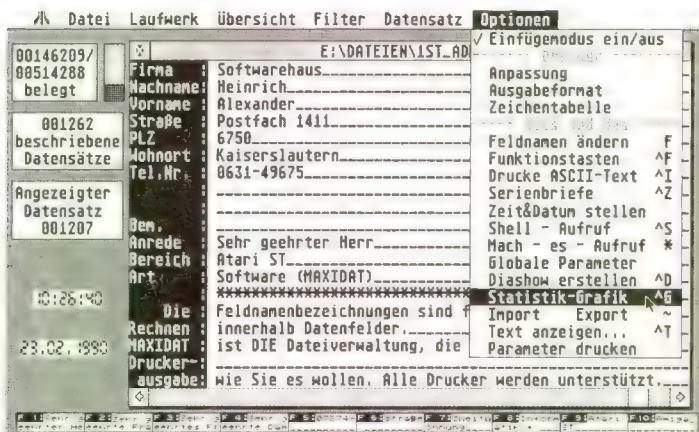 Datei Laufwerk Übersicht Filter Datensatz Optionen
00146209/
00514288
belegt
001262
beschriebene
Datensätze
Angezeigter
Datensatz
001207
10:26:40
23.02.1990
E:\DATEIEN\1ST_AD
Firma : Softwarehaus
Nachname: Heinrich
Vorname : Alexander
Straße : Postfach 1411
PLZ : 6750
Wohnort : Kaiserslautern
Tel.Nr. : 0631-49675
Bem. :
Anrede : Sehr geehrter Herr
Bereich : Atari ST
Art : Software (MAXIDAT)
************************
Die : Feldnamenbezeichnungen sind f
Rechnen : innerhalb Datenfelder.
MAXIDAT : ist DIE Dateiverwaltung, die
Drucker-:
ausgabe: wie Sie es wollen. Alle Drucker werden unterstützt.
✓ Einfügemodus ein/aus
Anpassung
Ausgabeformat
Zeichentabelle
Feldnamen ändern F
Funktionstasten ^F
Drucke ASCII-Text ^I
Serienbriefe ^Z
Zeit&Datum stellen
Shell - Aufruf ^S
Mach - es - Aufruf *
Globale Parameter
Diashow erstellen ^D
Statistik-Grafik ^G
Import Export ~
Text anzeigen... ^T
Parameter drucken